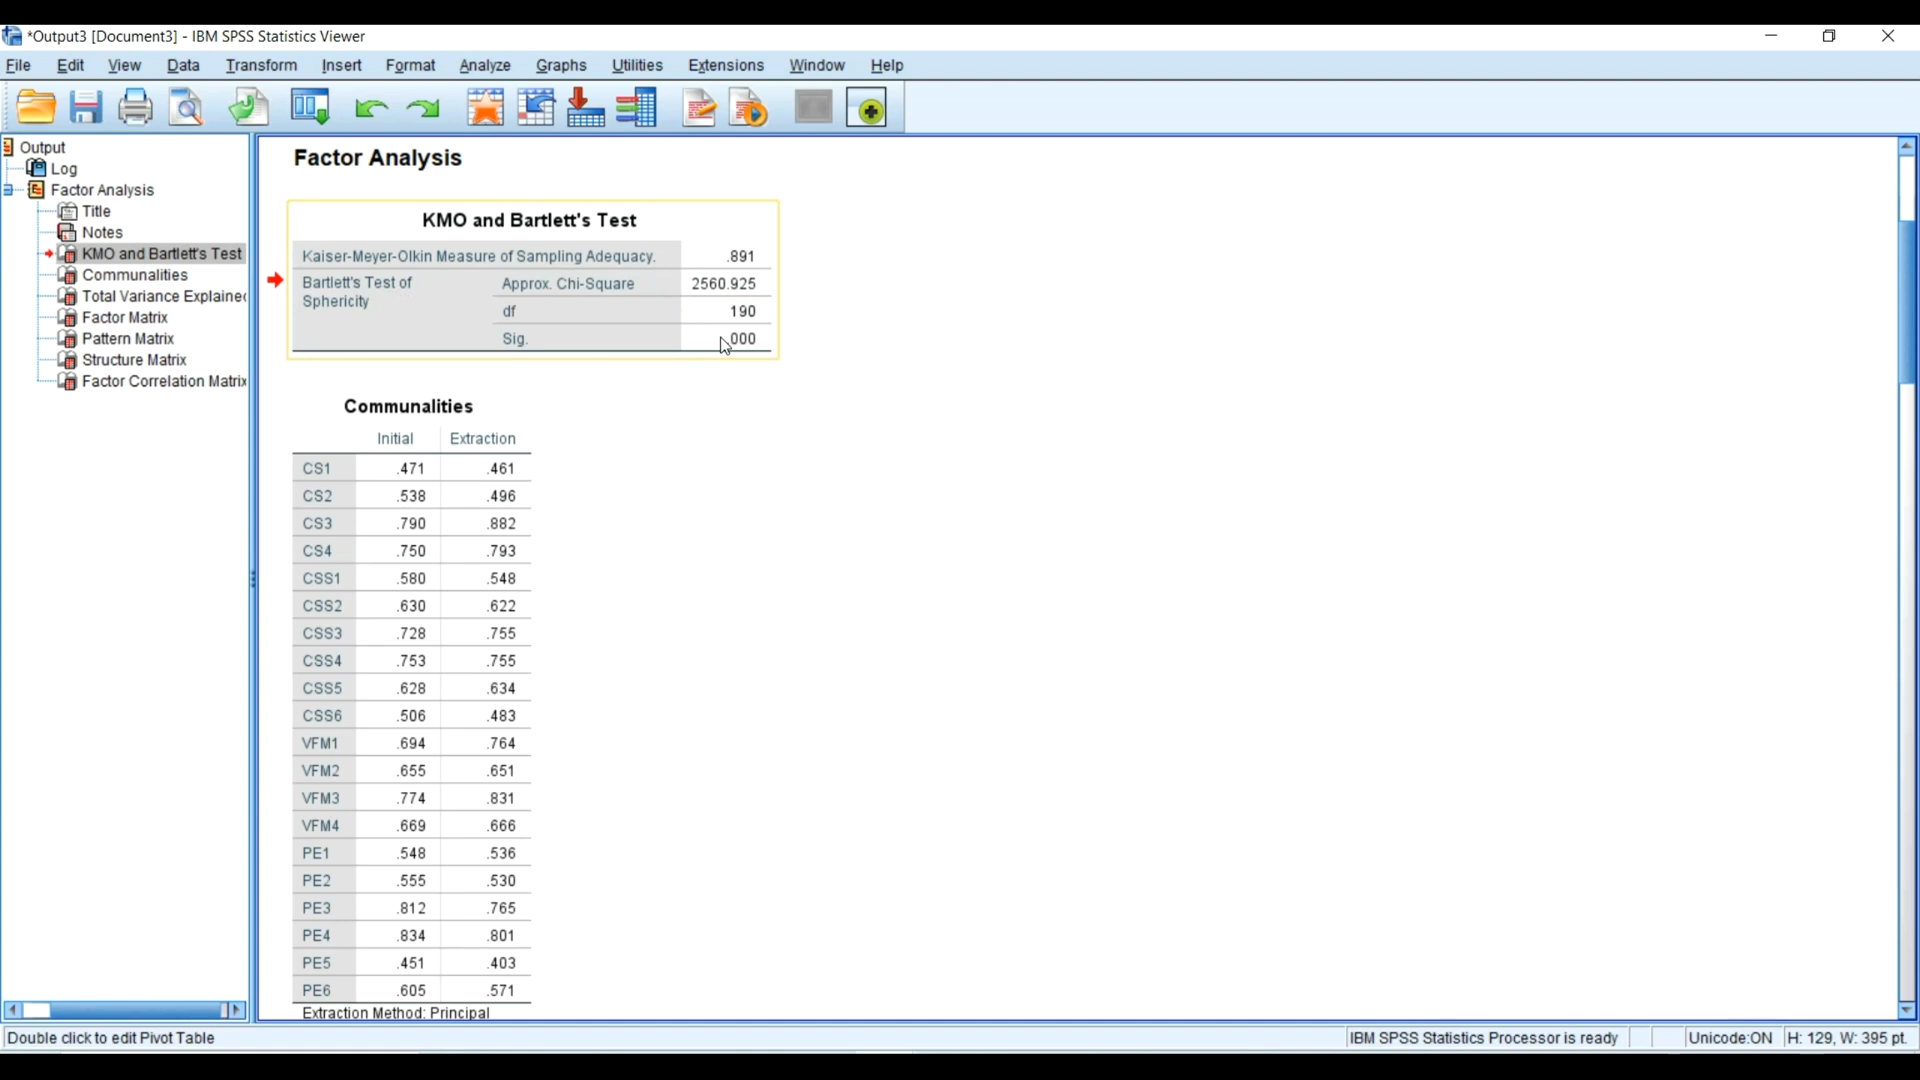 *Output3 [Document3] - IBM SPSS Statistics Viewer
File Edit View Data Transform Insert Format Analyze Graphs Utilities Extensions Window Help
Output
Log
Factor Analysis
Title
Notes
KMO and Bartlett's Test
Communalities
Total Variance Explained
Factor Matrix
Pattern Matrix
Structure Matrix
Factor Correlation Matrix
Factor Analysis
KMO and Bartlett's Test
Kaiser-Meyer-Olkin Measure of Sampling Adequacy. .891
Bartlett's Test of Sphericity Approx. Chi-Square 2560.925
df 190
Sig. .000
Communalities
Initial Extraction
CS1 .471 .461
CS2 .538 .496
CS3 .790 .882
CS4 .750 .793
CSS1 .580 .548
CSS2 .630 .622
CSS3 .728 .755
CSS4 .753 .755
CSS5 .628 .634
CSS6 .506 .483
VFM1 .694 .764
VFM2 .655 .651
VFM3 .774 .831
VFM4 .669 .666
PE1 .548 .536
PE2 .555 .530
PE3 .812 .765
PE4 .834 .801
PE5 .451 .403
PE6 .605 .571
Extraction Method: Principal
Double click to edit Pivot Table
IBM SPSS Statistics Processor is ready
Unicode:ON
H: 129, W: 395 pt.